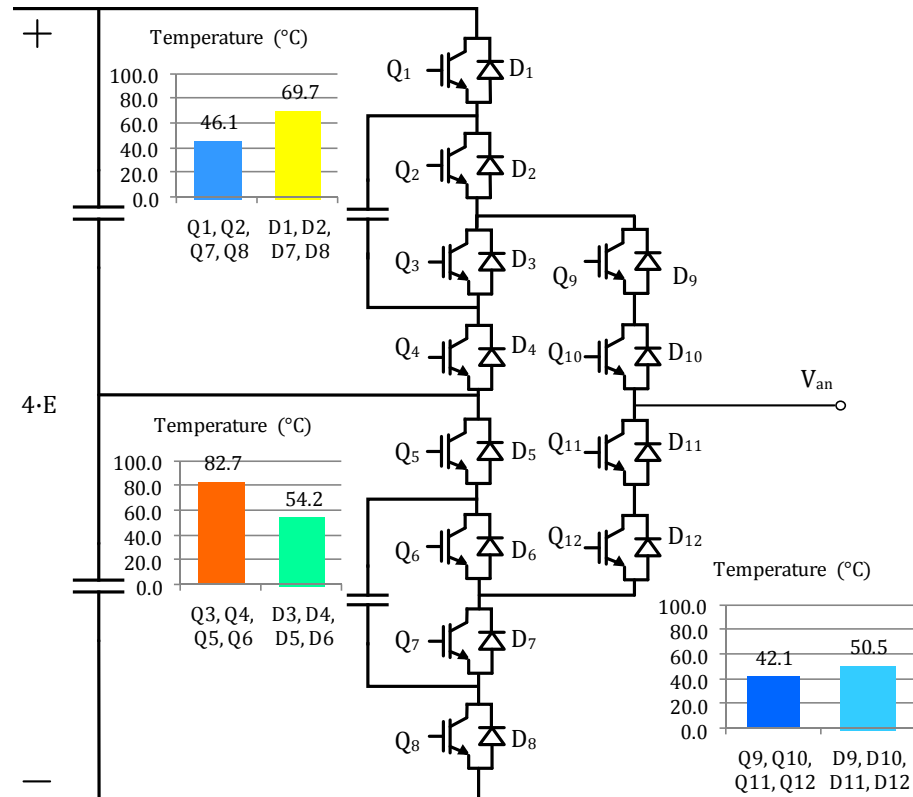 +
Temperature (°C)
100.0
80.0
60.0
40.0
20.0
0.0
46.1
69.7
Q1, Q2,
Q7, Q8
D1, D2,
D7, D8
Q1
D1
Q2
D2
Q3
D3
Q4
D4
Q9
D9
Q10
D10
Van
4·E
Temperature (°C)
100.0
80.0
60.0
40.0
20.0
0.0
82.7
54.2
Q3, Q4,
Q5, Q6
D3, D4,
D5, D6
Q5
D5
Q6
D6
Q7
D7
Q8
D8
Q11
D11
Q12
D12
Temperature (°C)
100.0
80.0
60.0
40.0
20.0
0.0
42.1
50.5
Q9, Q10,
Q11, Q12
D9, D10,
D11, D12
—